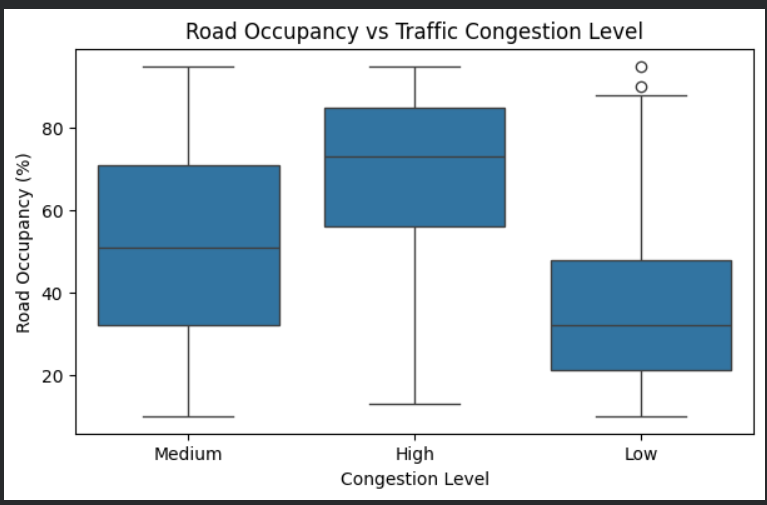 Road Occupancy vs Traffic Congestion Level
Road Occupancy (%)
80
60
40
20
Medium High Low
Congestion Level